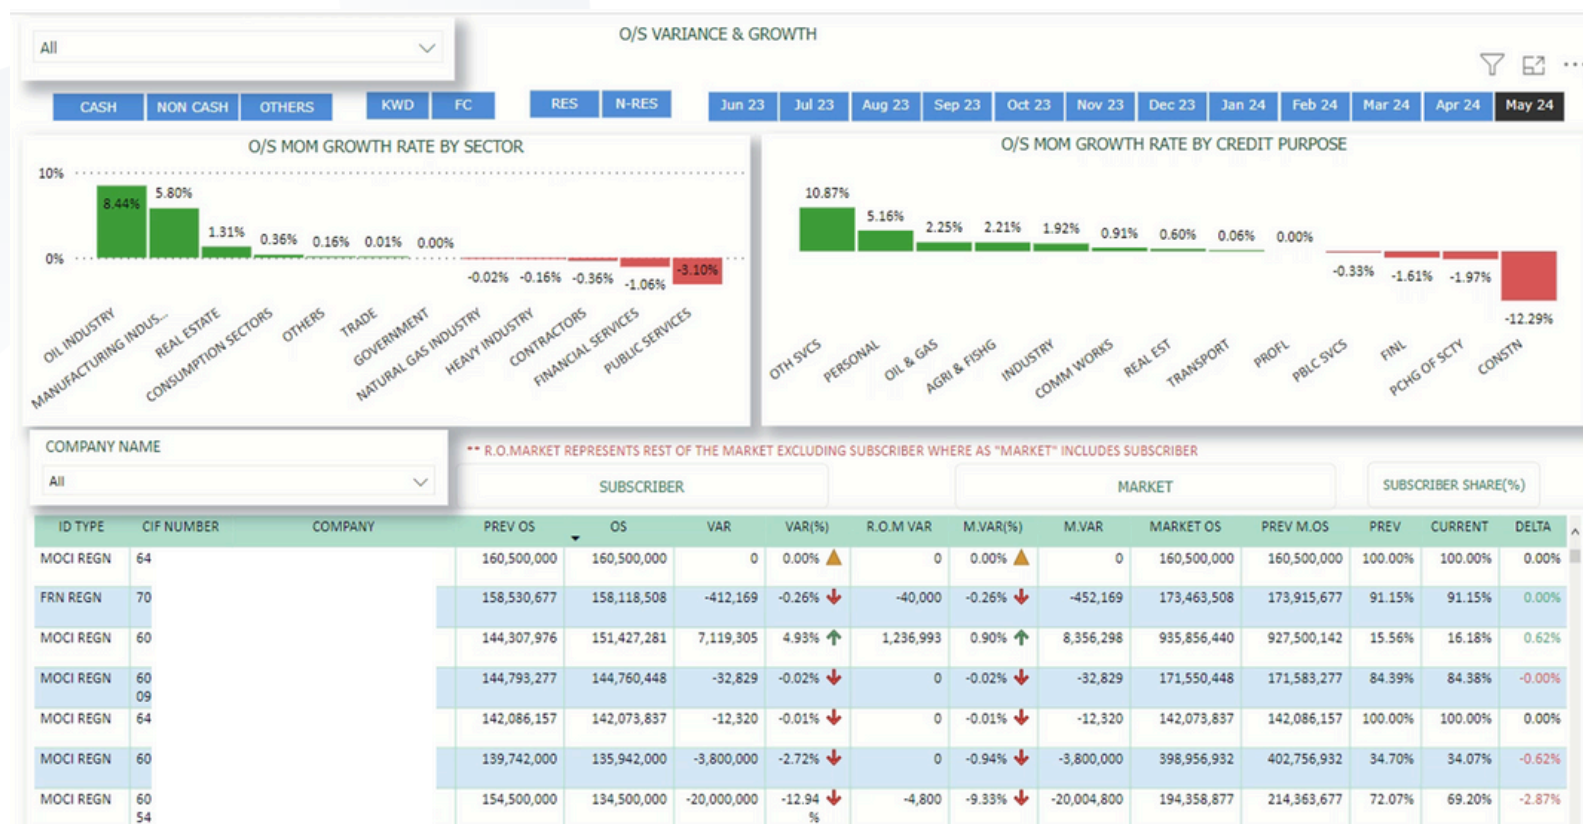 O/S VARIANCE & GROWTH
All
CASH NON CASH OTHERS KWD FC RES N-RES Jun 23 Jul 23 Aug 23 Sep 23 Oct 23 Nov 23 Dec 23 Jan 24 Feb 24 Mar 24 Apr 24 May 24
O/S MOM GROWTH RATE BY SECTOR
10%
0%
8.44% 5.80% 1.31% 0.36% 0.16% 0.01% 0.00% -0.02% -0.16% -0.36% -1.06% -3.10%
OIL INDUSTRY
MANUFACTURING INDUS...
REAL ESTATE
CONSUMPTION SECTORS
OTHERS
TRADE
GOVERNMENT
NATURAL GAS INDUSTRY
HEAVY INDUSTRY
CONTRACTORS
FINANCIAL SERVICES
PUBLIC SERVICES
O/S MOM GROWTH RATE BY CREDIT PURPOSE
10.87% 5.16% 2.25% 2.21% 1.92% 0.91% 0.60% 0.06% 0.00% -0.33% -1.61% -1.97% -12.29%
OTH SVCS
PERSONAL
OIL & GAS
AGRI & FISHG
INDUSTRY
COMM WORKS
REAL EST
TRANSPORT
PROFL
PBLC SVCS
FINL
PCHG OF SCTY
CONSTN
COMPANY NAME
All
** R.O.MARKET REPRESENTS REST OF THE MARKET EXCLUDING SUBSCRIBER WHERE AS "MARKET" INCLUDES SUBSCRIBER
SUBSCRIBER MARKET SUBSCRIBER SHARE(%)
ID TYPE CIF NUMBER COMPANY PREV OS OS VAR VAR(%) R.O.M VAR M.VAR(%) M.VAR MARKET OS PREV M.OS PREV CURRENT DELTA
MOCI REGN 64 160,500,000 160,500,000 0 0.00% 0 0.00% 0 160,500,000 160,500,000 100.00% 100.00% 0.00%
FRN REGN 70 158,530,677 158,118,508 -412,169 -0.26% -40,000 -0.26% -452,169 173,463,508 173,915,677 91.15% 91.15% 0.00%
MOCI REGN 60 144,307,976 151,427,281 7,119,305 4.93% 1,236,993 0.90% 8,356,298 935,856,440 927,500,142 15.56% 16.18% 0.62%
MOCI REGN 60 144,793,277 144,760,448 -32,829 -0.02% 0 -0.02% -32,829 171,550,448 171,583,277 84.39% 84.38% -0.00%
09
MOCI REGN 64 142,086,157 142,073,837 -12,320 -0.01% 0 -0.01% -12,320 142,073,837 142,086,157 100.00% 100.00% 0.00%
MOCI REGN 60 139,742,000 135,942,000 -3,800,000 -2.72% 0 -0.94% -3,800,000 398,956,932 402,756,932 34.70% 34.07% -0.62%
MOCI REGN 60 154,500,000 134,500,000 -20,000,000 -12.94 -4,800 -9.33% -20,004,800 194,358,877 214,363,677 72.07% 69.20% -2.87%
54 %